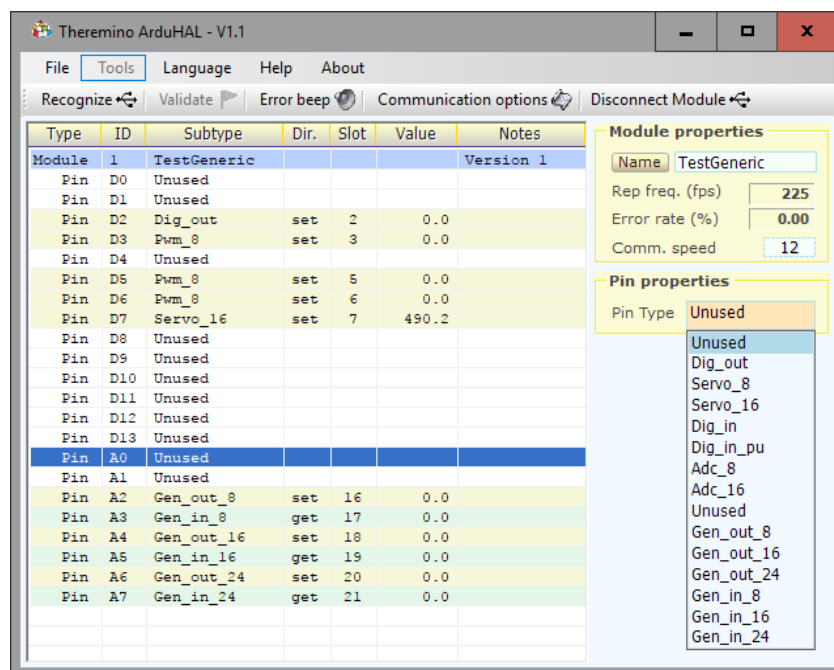 Theremino ArduHAL - V1.1
File Tools Language Help About
Recognize Validate Error beep Communication options Disconnect Module
Type ID Subtype Dir. Slot Value Notes
Module 1 TestGeneric Version 1
Pin D0 Unused
Pin D1 Unused
Pin D2 Dig_out set 2 0.0
Pin D3 Pwm_8 set 3 0.0
Pin D4 Unused
Pin D5 Pwm_8 set 5 0.0
Pin D6 Pwm_8 set 6 0.0
Pin D7 Servo_16 set 7 490.2
Pin D8 Unused
Pin D9 Unused
Pin D10 Unused
Pin D11 Unused
Pin D12 Unused
Pin D13 Unused
Pin A0 Unused
Pin A1 Unused
Pin A2 Gen_out_8 set 16 0.0
Pin A3 Gen_in_8 get 17 0.0
Pin A4 Gen_out_16 set 18 0.0
Pin A5 Gen_in_16 get 19 0.0
Pin A6 Gen_out_24 set 20 0.0
Pin A7 Gen_in_24 get 21 0.0
Module properties
Name TestGeneric
Rep freq. (fps) 225
Error rate (%) 0.00
Comm. speed 12
Pin properties
Pin Type Unused
Unused
Dig_out
Servo_8
Servo_16
Dig_in
Dig_in_pu
Adc_8
Adc_16
Unused
Gen_out_8
Gen_out_16
Gen_out_24
Gen_in_8
Gen_in_16
Gen_in_24